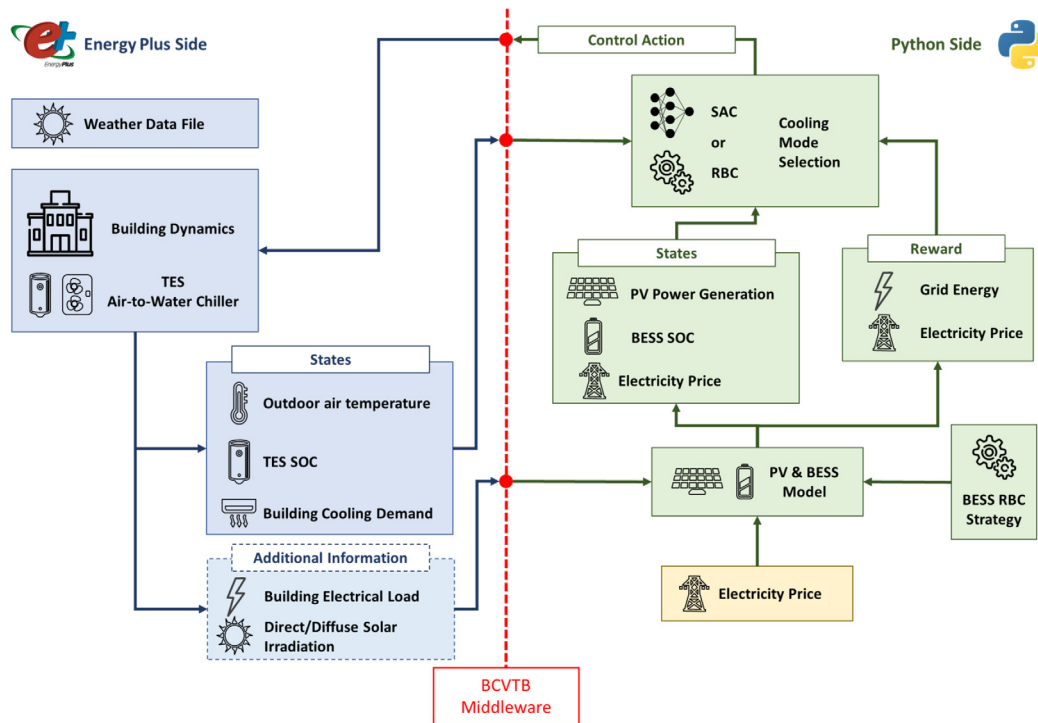 et
EnergyPlus
Energy Plus Side
Control Action
Python Side
Weather Data File
SAC
or
RBC
Cooling
Mode
Selection
Building Dynamics
TES
Air-to-Water Chiller
States
PV Power Generation
BESS SOC
Electricity Price
Reward
Grid Energy
Electricity Price
States
Outdoor air temperature
TES SOC
Building Cooling Demand
PV & BESS
Model
BESS RBC
Strategy
Additional Information
Building Electrical Load
Direct/Diffuse Solar
Irradiation
Electricity Price
BCVTB
Middleware